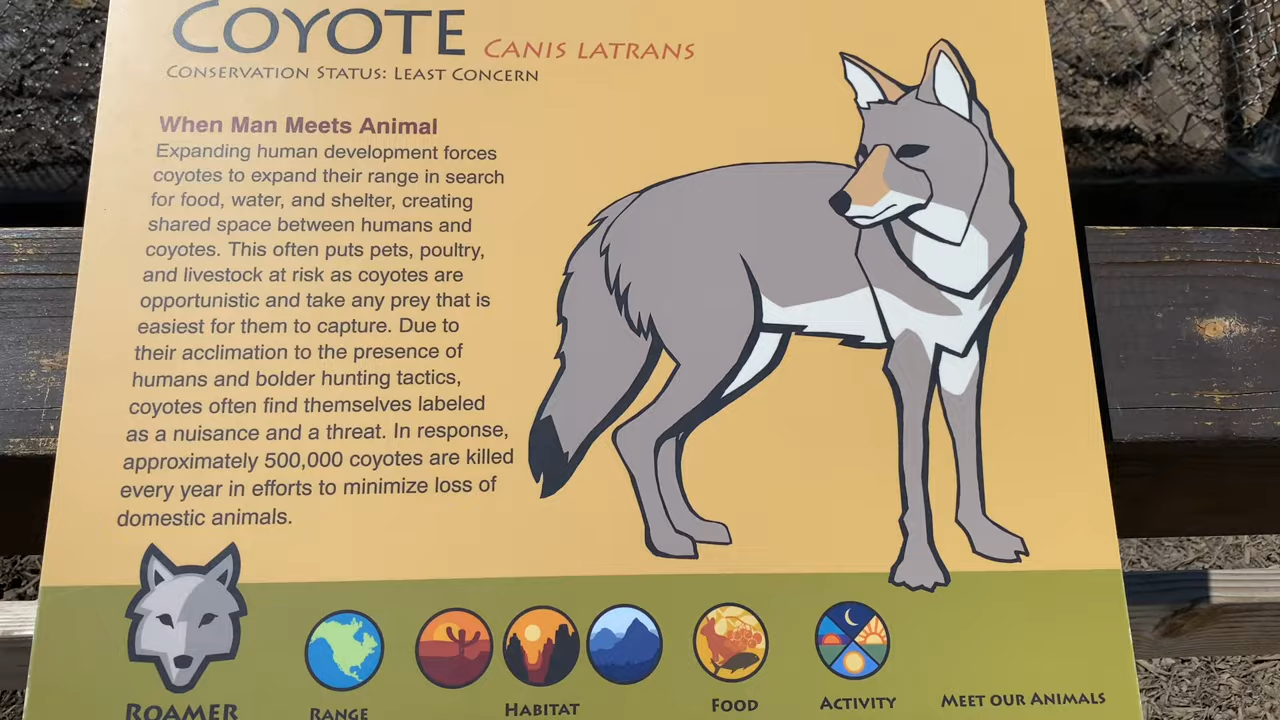 COYOTE CANIS LATRANS
CONSERVATION STATUS: LEAST CONCERN
When Man Meets Animal
Expanding human development forces
coyotes to expand their range in search
for food, water, and shelter, creating
shared space between humans and
coyotes. This often puts pets, poultry,
and livestock at risk as coyotes are
opportunistic and take any prey that is
easiest for them to capture. Due to
their acclimation to the presence of
humans and bolder hunting tactics,
coyotes often find themselves labeled
as a nuisance and a threat. In response,
approximately 500,000 coyotes are killed
every year in efforts to minimize loss of
domestic animals.
ROAMER
RANGE
HABITAT
FOOD
ACTIVITY
MEET OUR ANIMALS